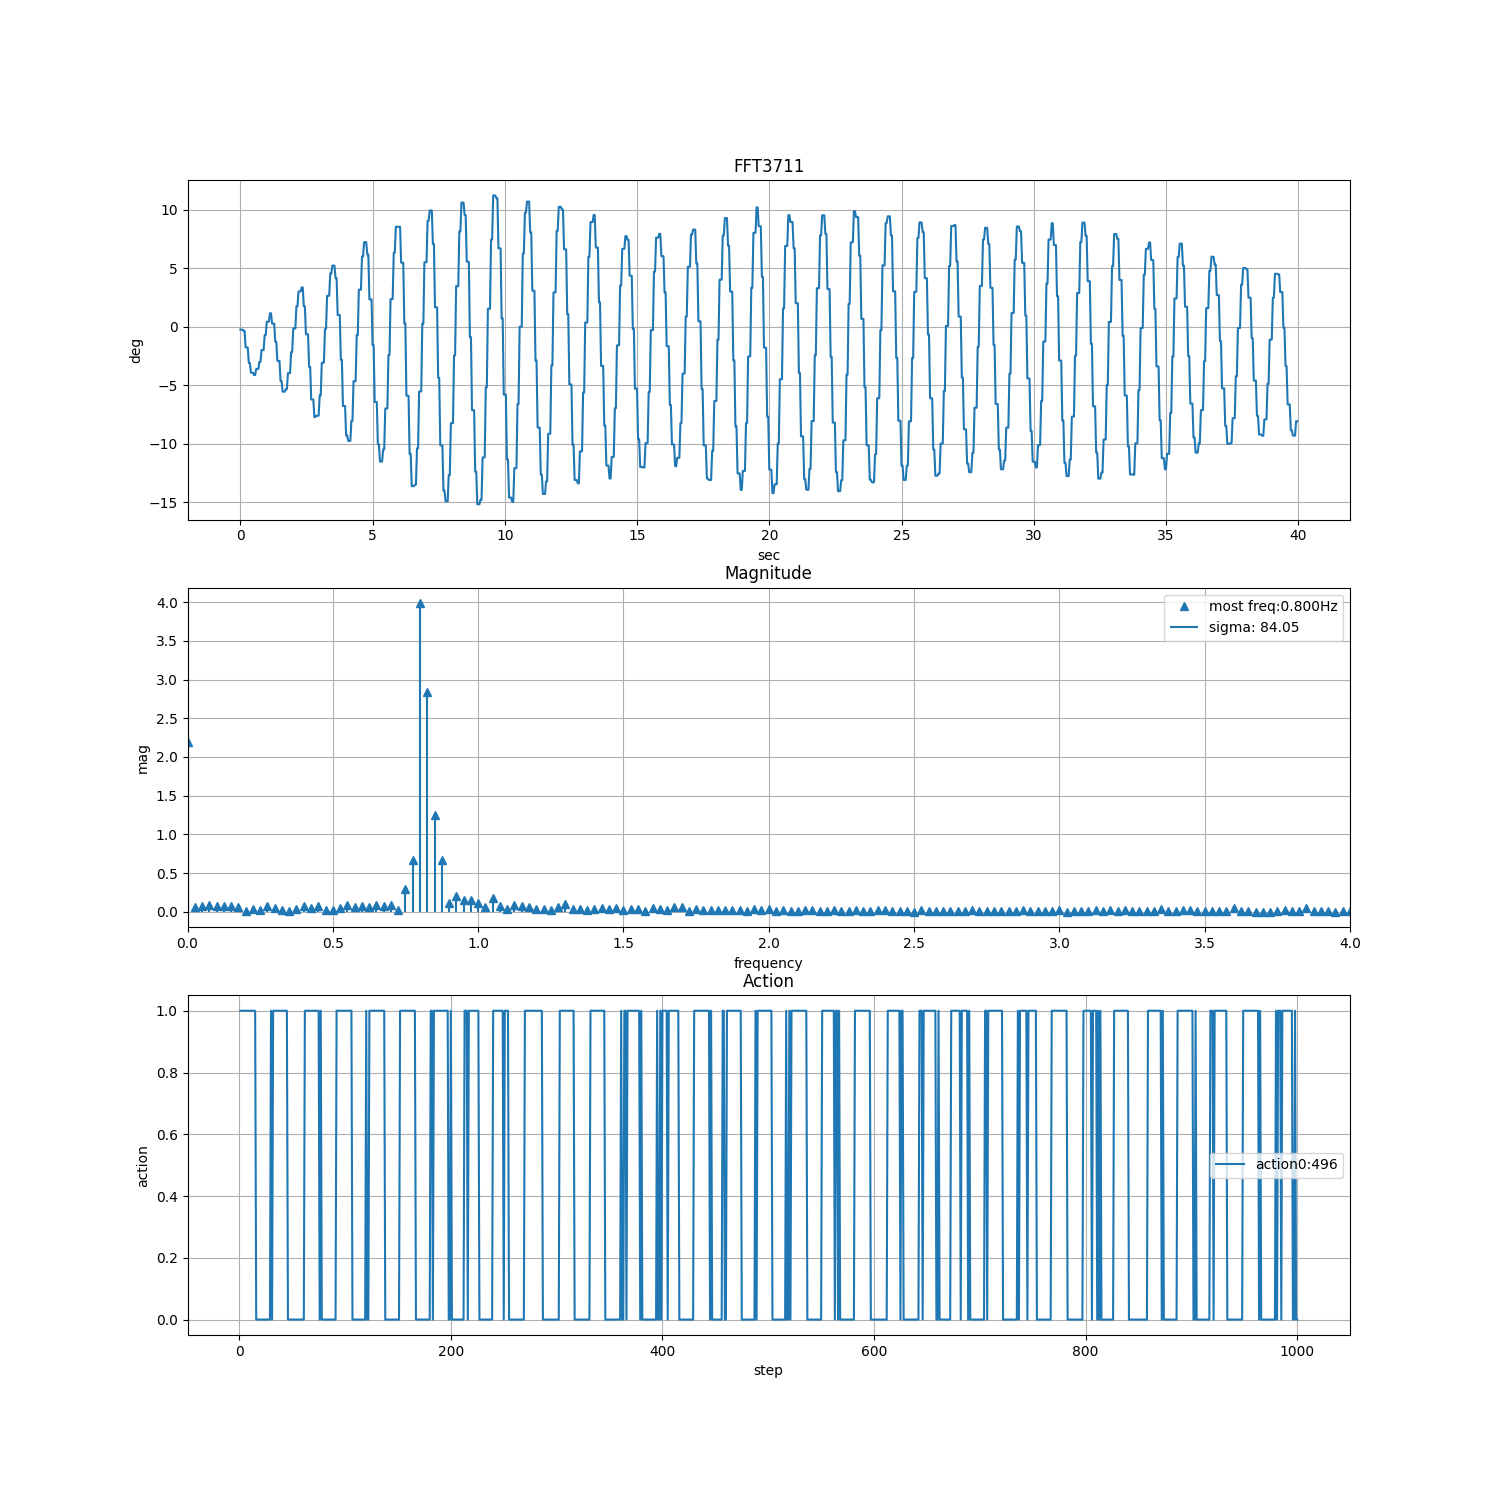 FFT3711
deg
10
5
0
−5
−10
−15
0 5 10 15 20 25 30 35 40
sec
Magnitude
mag
4.0
3.5
3.0
2.5
2.0
1.5
1.0
0.5
0.0
most freq:0.800Hz
sigma: 84.05
0.0 0.5 1.0 1.5 2.0 2.5 3.0 3.5 4.0
frequency
Action
action
1.0
0.8
0.6
0.4
0.2
0.0
action0:496
0 200 400 600 800 1000
step